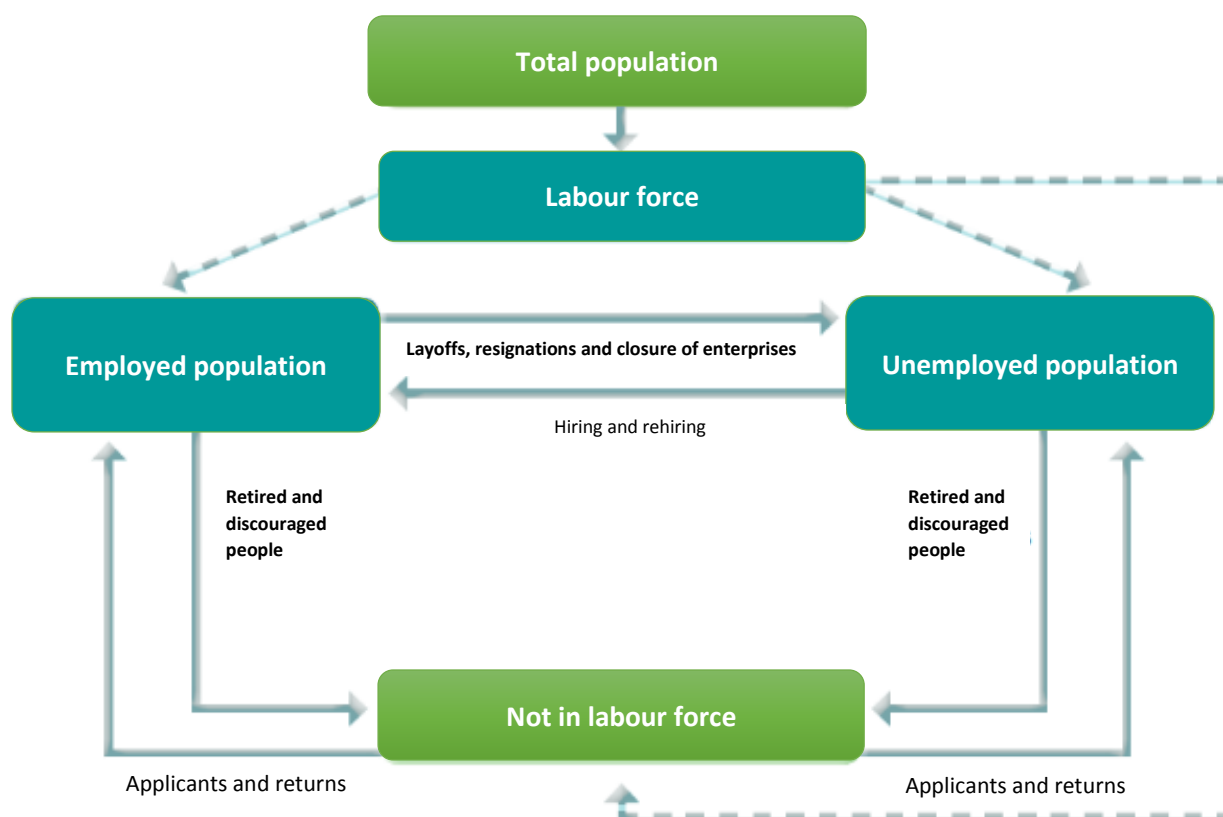 Total population
Labour force
Employed population
Layoffs, resignations and closure of enterprises
Unemployed population
Hiring and rehiring
Retired and
discouraged
people
Retired and
discouraged
people
Not in labour force
Applicants and returns
Applicants and returns